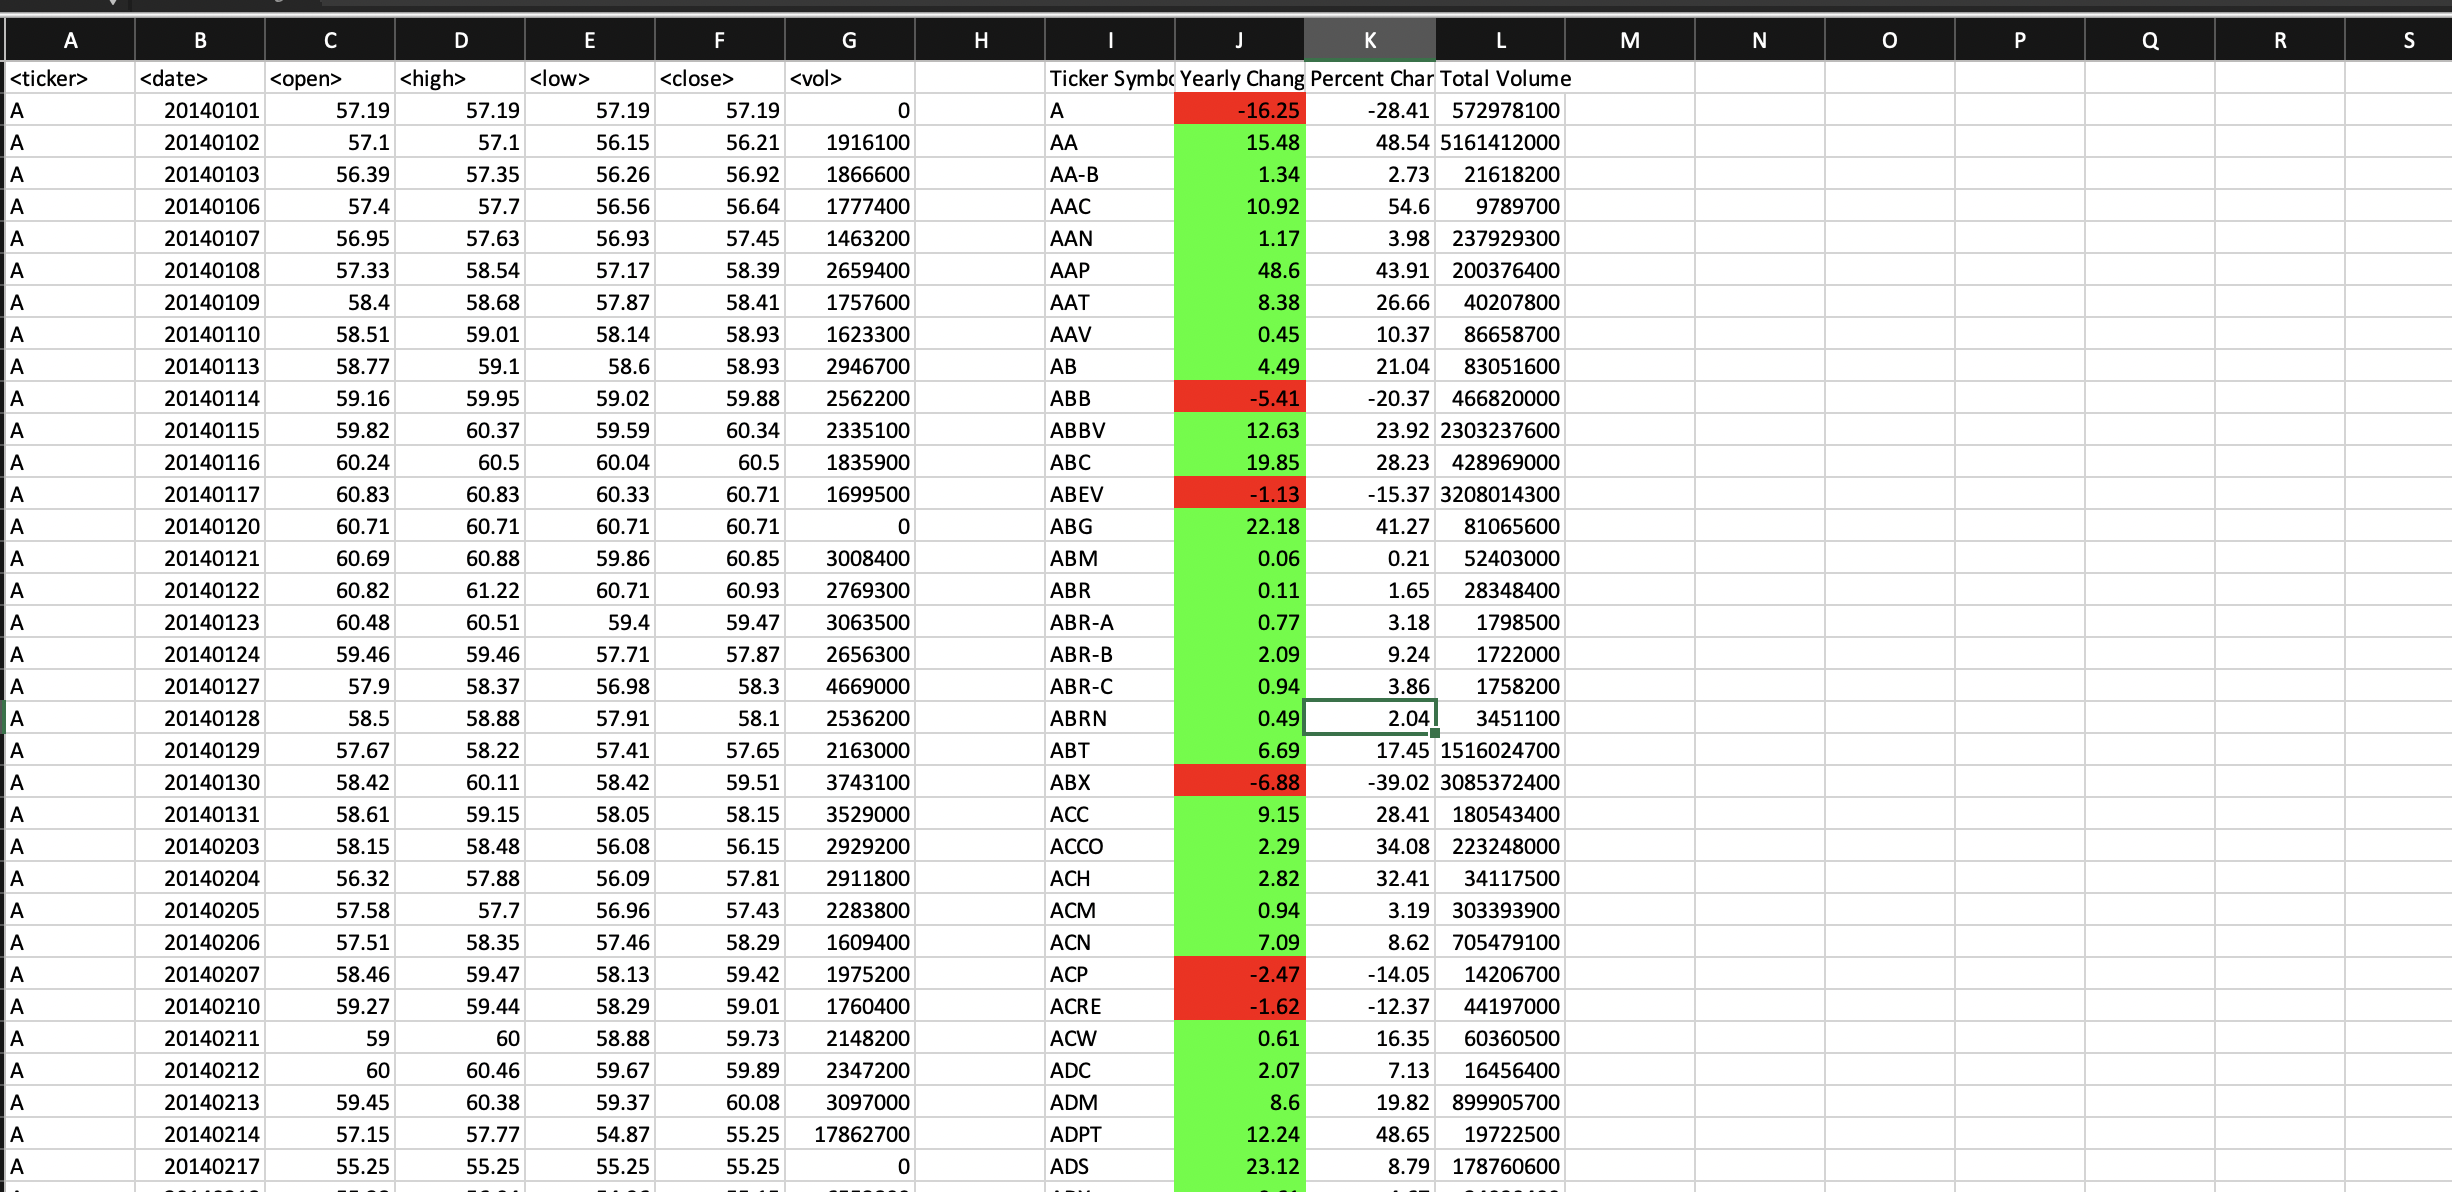 A B C D E F G H I J K L M N O P Q R S
<ticker> <date> <open> <high> <low> <close> <vol> Ticker Symbo Yearly Chang Percent Char Total Volume
A 20140101 57.19 57.19 57.19 57.19 0 A -16.25 -28.41 572978100
A 20140102 57.1 57.1 56.15 56.21 1916100 AA 15.48 48.54 5161412000
A 20140103 56.39 57.35 56.26 56.92 1866600 AA-B 1.34 2.73 21618200
A 20140106 57.4 57.7 56.56 56.64 1777400 AAC 10.92 54.6 9789700
A 20140107 56.95 57.63 56.93 57.45 1463200 AAN 1.17 3.98 237929300
A 20140108 57.33 58.54 57.17 58.39 2659400 AAP 48.6 43.91 200376400
A 20140109 58.4 58.68 57.87 58.41 1757600 AAT 8.38 26.66 40207800
A 20140110 58.51 59.01 58.14 58.93 1623300 AAV 0.45 10.37 86658700
A 20140113 58.77 59.1 58.6 58.93 2946700 AB 4.49 21.04 83051600
A 20140114 59.16 59.95 59.02 59.88 2562200 ABB -5.41 -20.37 466820000
A 20140115 59.82 60.37 59.59 60.34 2335100 ABBV 12.63 23.92 2303237600
A 20140116 60.24 60.5 60.04 60.5 1835900 ABC 19.85 28.23 428969000
A 20140117 60.83 60.83 60.33 60.71 1699500 ABEV -1.13 -15.37 3208014300
A 20140120 60.71 60.71 60.71 60.71 0 ABG 22.18 41.27 81065600
A 20140121 60.69 60.88 59.86 60.85 3008400 ABM 0.06 0.21 52403000
A 20140122 60.82 61.22 60.71 60.93 2769300 ABR 0.11 1.65 28348400
A 20140123 60.48 60.51 59.4 59.47 3063500 ABR-A 0.77 3.18 1798500
A 20140124 59.46 59.46 57.71 57.87 2656300 ABR-B 2.09 9.24 1722000
A 20140127 57.9 58.37 56.98 58.3 4669000 ABR-C 0.94 3.86 1758200
A 20140128 58.5 58.88 57.91 58.1 2536200 ABRN 0.49 2.04 3451100
A 20140129 57.67 58.22 57.41 57.65 2163000 ABT 6.69 17.45 1516024700
A 20140130 58.42 60.11 58.42 59.51 3743100 ABX -6.88 -39.02 3085372400
A 20140131 58.61 59.15 58.05 58.15 3529000 ACC 9.15 28.41 180543400
A 20140203 58.15 58.48 56.08 56.15 2929200 ACCO 2.29 34.08 223248000
A 20140204 56.32 57.88 56.09 57.81 2911800 ACH 2.82 32.41 34117500
A 20140205 57.58 57.7 56.96 57.43 2283800 ACM 0.94 3.19 303393900
A 20140206 57.51 58.35 57.46 58.29 1609400 ACN 7.09 8.62 705479100
A 20140207 58.46 59.47 58.13 59.42 1975200 ACP -2.47 -14.05 14206700
A 20140210 59.27 59.44 58.29 59.01 1760400 ACRE -1.62 -12.37 44197000
A 20140211 59 60 58.88 59.73 2148200 ACW 0.61 16.35 60360500
A 20140212 60 60.46 59.67 59.89 2347200 ADC 2.07 7.13 16456400
A 20140213 59.45 60.38 59.37 60.08 3097000 ADM 8.6 19.82 899905700
A 20140214 57.15 57.77 54.87 55.25 17862700 ADPT 12.24 48.65 19722500
A 20140217 55.25 55.25 55.25 55.25 0 ADS 23.12 8.79 178760600